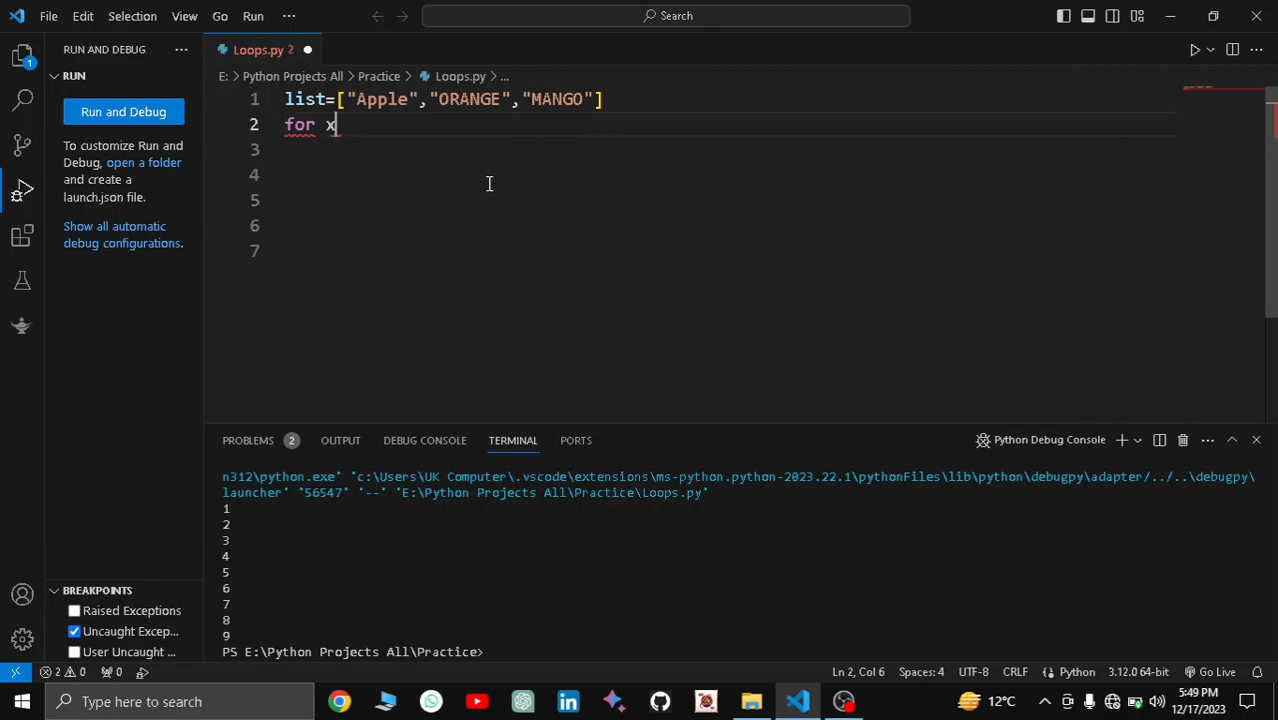 File Edit Selection View Go Run ··· Search
RUN AND DEBUG ··· Loops.py 2
RUN E: > Python Projects All > Practice > Loops.py > ...
Run and Debug
To customize Run and
Debug, open a folder
and create a
launch.json file.
Show all automatic
debug configurations.
1 list=["Apple","ORANGE","MANGO"]
2 for x
3
4
5
6
7
1
PROBLEMS 2 OUTPUT DEBUG CONSOLE TERMINAL PORTS Python Debug Console
n312\python.exe' 'c:\Users\UK Computer\.vscode\extensions\ms-python.python-2023.22.1\pythonFiles\lib\python\debugpy\adapter/../..\debugpy\
launcher' '56547' '--' 'E:\Python Projects All\Practice\Loops.py'
1
2
3
4
5
6
7
8
9
PS E:\Python Projects All\Practice>
BREAKPOINTS
Raised Exceptions
Uncaught Excep...
User Uncaught ...
2 0 0 Ln 2, Col 6 Spaces: 4 UTF-8 CRLF Python 3.12.0 64-bit Go Live
Type here to search 12°C 5:49 PM
12/17/2023